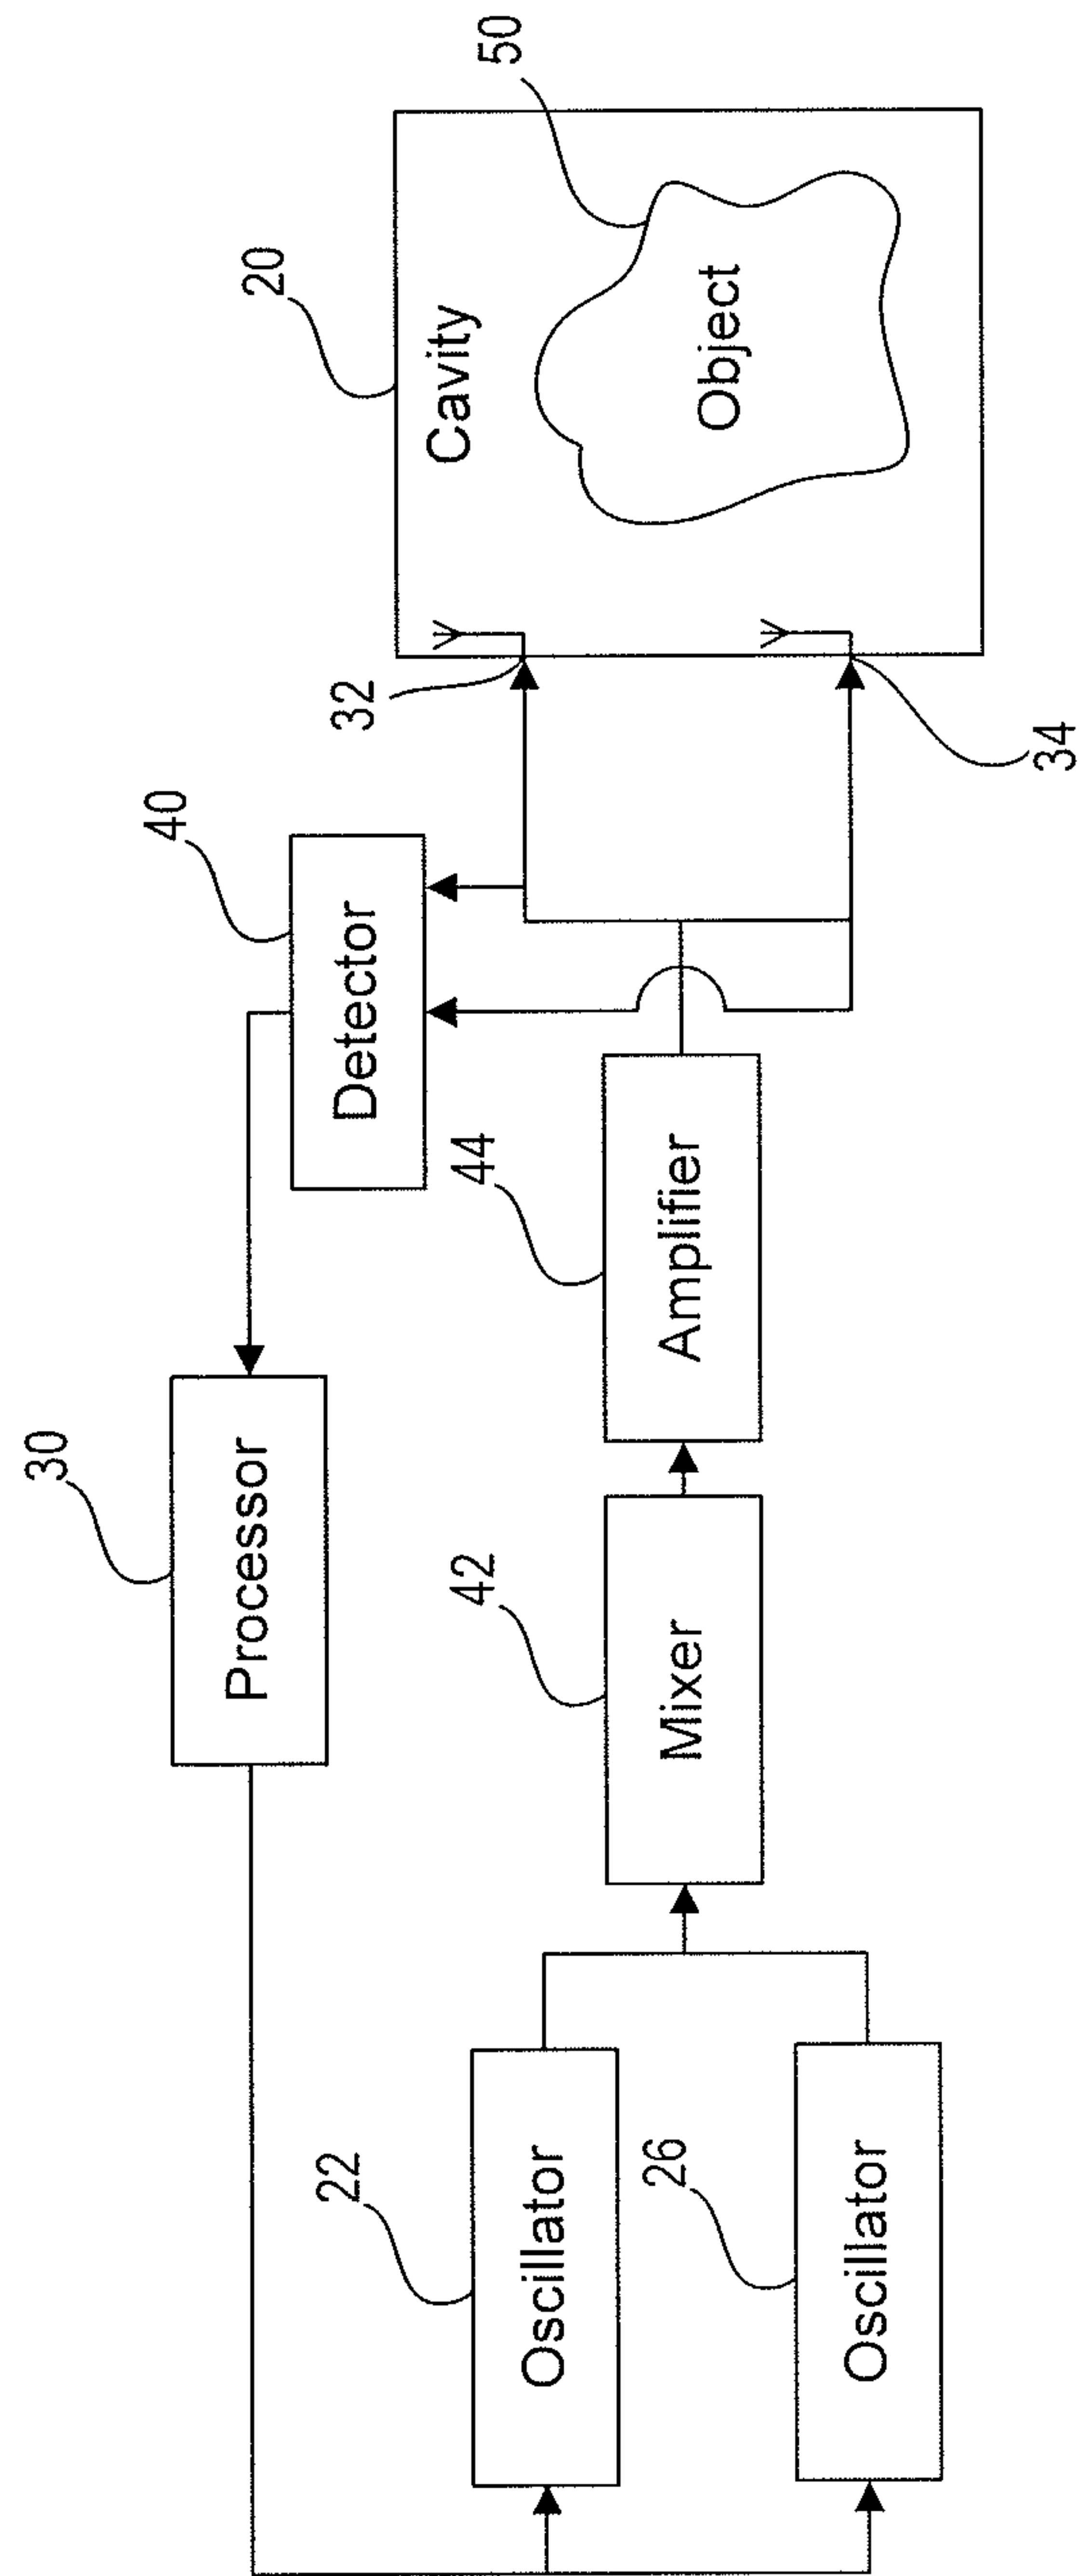 50
20
Cavity
Object
32
34
40
Detector
44
Amplifier
30
Processor
42
Mixer
22
Oscillator
26
Oscillator